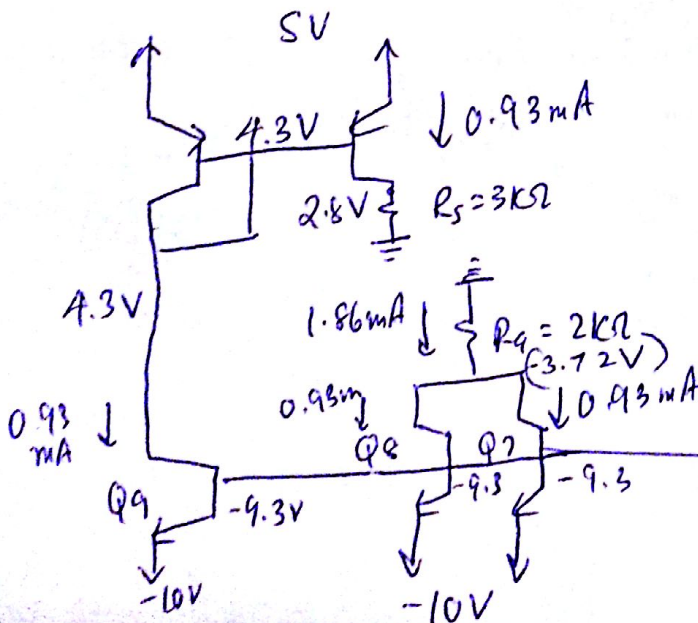 5V
4.3V
↓ 0.93mA
2.8V
R5 = 3KΩ
4.3V
1.86mA ↓
R4 = 2KΩ
(-3.72V)
0.93m
↓ 0.93mA
0.93 mA ↓
Q8
Q7
Q9
-9.3V
-9.3
-9.3
-10V
-10V